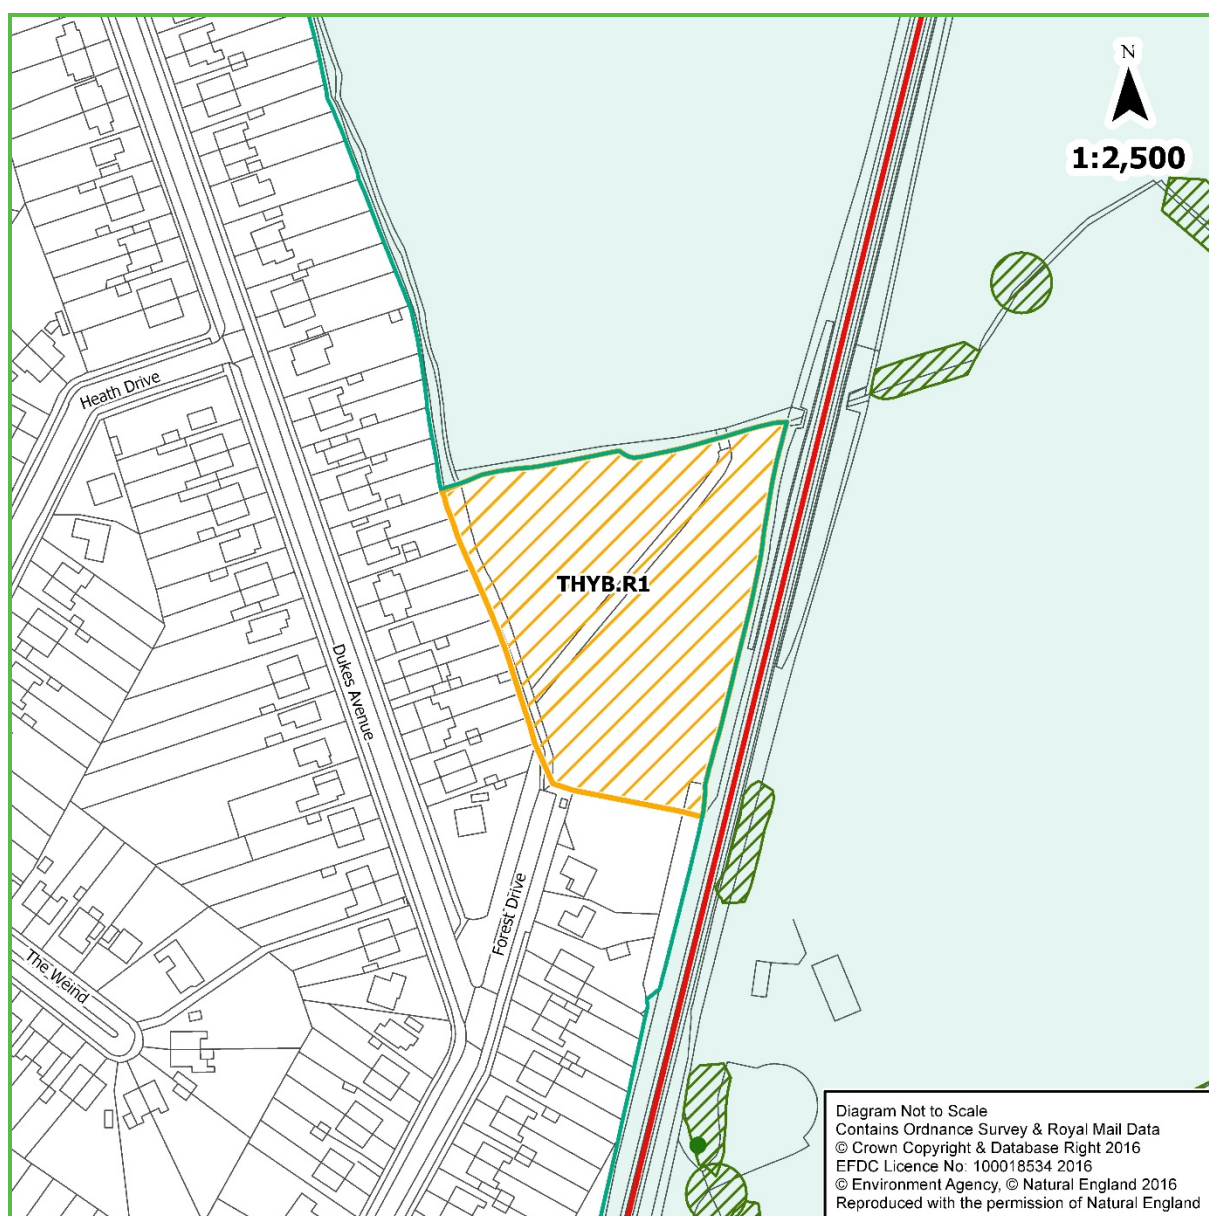 N
1:2,500
Heath Drive
THYB.R1
Dukes Avenue
Forest Drive
The Weind
Diagram Not to Scale
Contains Ordnance Survey & Royal Mail Data
© Crown Copyright & Database Right 2016
EFDC Licence No: 100018534 2016
© Environment Agency, © Natural England 2016
Reproduced with the permission of Natural England